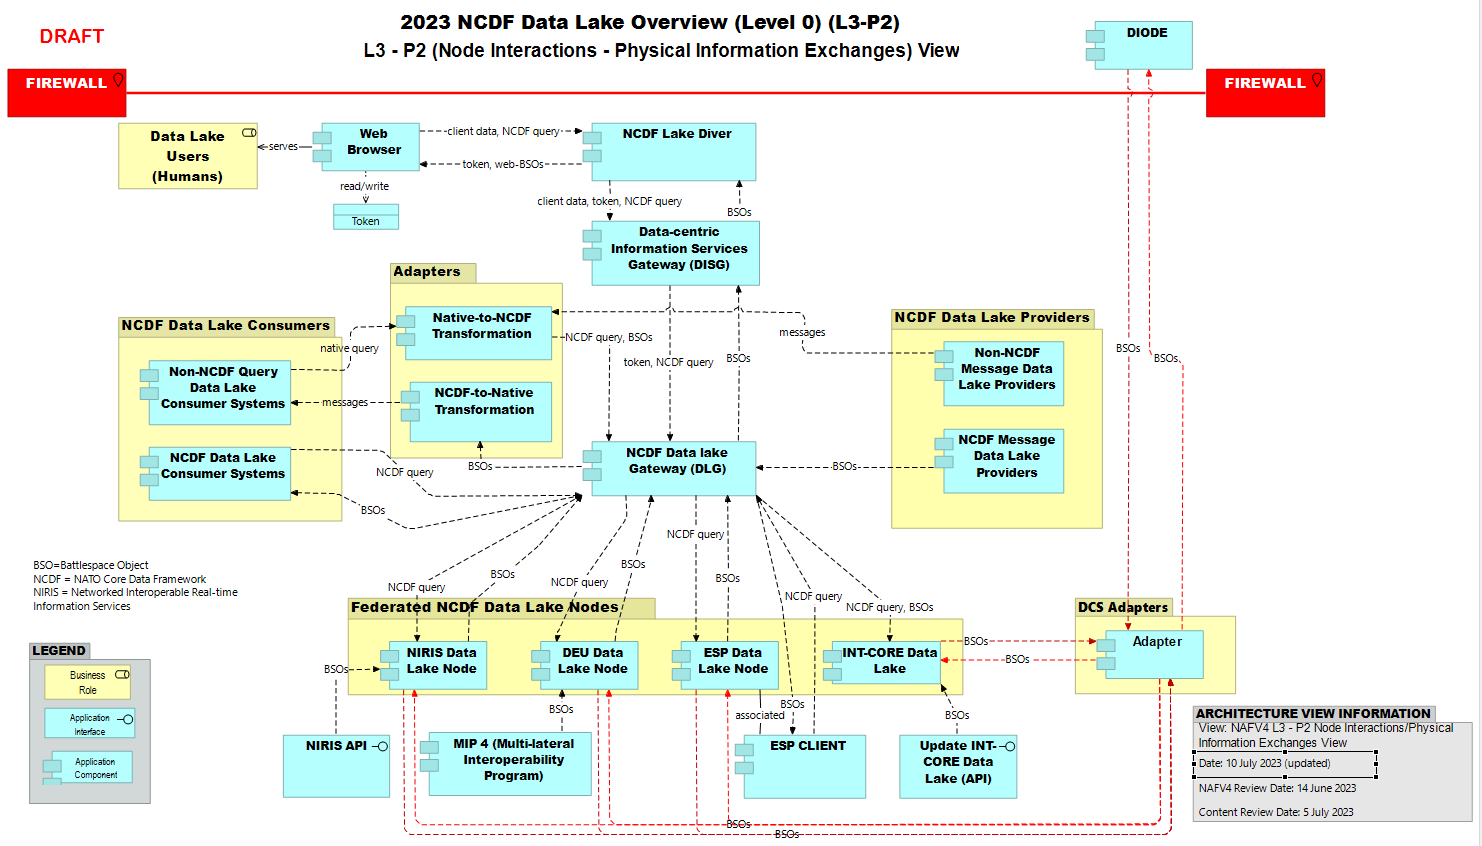 2023 NCDF Data Lake Overview (Level 0) (L3-P2)
DRAFT
L3 - P2 (Node Interactions - Physical Information Exchanges) View
DIODE
FIREWALL
FIREWALL
Data Lake
Users
(Humans)
serves
Web
Browser
client data, NCDF query
token, web-BSOs
NCDF Lake Diver
read/write
Token
client data, token, NCDF query
BSOs
Data-centric
Information Services
Gateway (DISG)
Adapters
Native-to-NCDF
Transformation
NCDF-to-Native
Transformation
NCDF query, BSOs
token, NCDF query
BSOs
messages
NCDF Data Lake Consumers
native query
Non-NCDF Query
Data Lake
Consumer Systems
messages
NCDF Data Lake
Consumer Systems
NCDF query
BSOs
BSOs
NCDF Data lake
Gateway (DLG)
BSOs
NCDF Data Lake Providers
Non-NCDF
Message Data
Lake Providers
NCDF Message
Data Lake
Providers
BSOs
BSOs
BSO=Battlespace Object
NCDF = NATO Core Data Framework
NIRIS = Networked Interoperable Real-time
Information Services
NCDF query
BSOs
NCDF query
BSOs
NCDF query
BSOs
NCDF query
NCDF query, BSOs
Federated NCDF Data Lake Nodes
NIRIS Data
Lake Node
DEU Data
Lake Node
ESP Data
Lake Node
INT-CORE Data
Lake
BSOs
BSOs
DCS Adapters
Adapter
BSOs
BSOs
associated
BSOs
BSOs
NIRIS API
MIP 4 (Multi-lateral
Interoperability
Program)
ESP CLIENT
Update INT-
CORE Data
Lake (API)
BSOs
BSOs
LEGEND
Business
Role
Application
Interface
Application
Component
ARCHITECTURE VIEW INFORMATION
View: NAFV4 L3 - P2 Node Interactions/Physical
Information Exchanges View
Date: 10 July 2023 (updated)
NAFV4 Review Date: 14 June 2023
Content Review Date: 5 July 2023